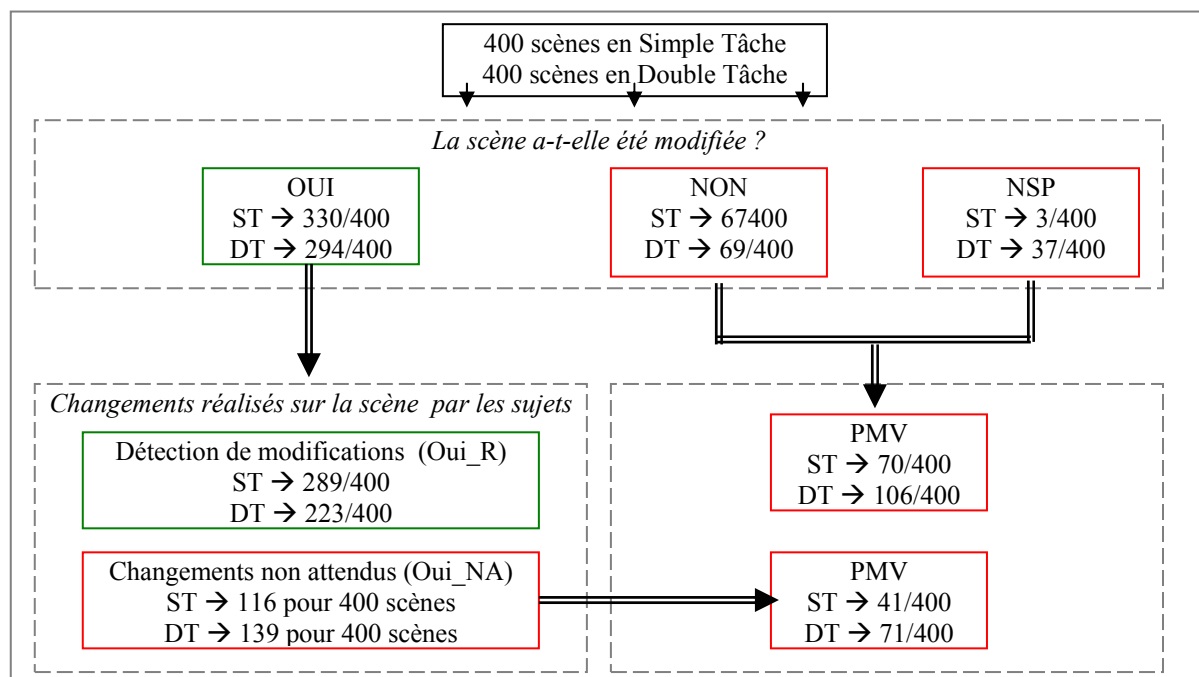 400 scènes en Simple Tâche
400 scènes en Double Tâche
La scène a-t-elle été modifiée ?
OUI
ST → 330/400
DT → 294/400
NON
ST → 67400
DT → 69/400
NSP
ST → 3/400
DT → 37/400
Changements réalisés sur la scène par les sujets
Détection de modifications (Oui_R)
ST → 289/400
DT → 223/400
PMV
ST → 70/400
DT → 106/400
Changements non attendus (Oui_NA)
ST → 116 pour 400 scènes
DT → 139 pour 400 scènes
PMV
ST → 41/400
DT → 71/400